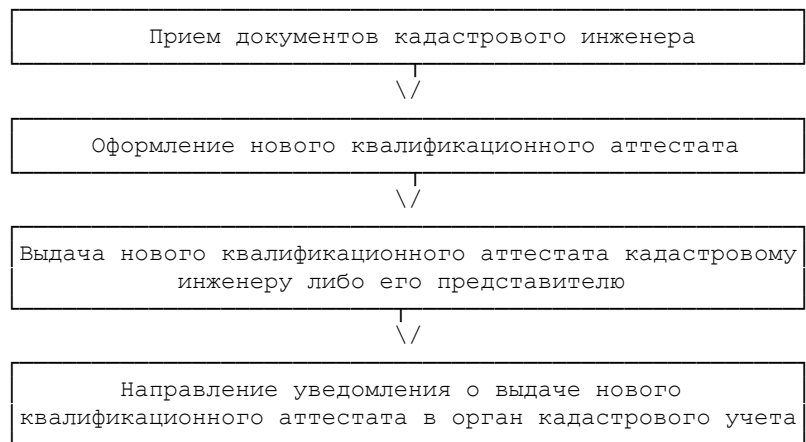 Прием документов кадастрового инженера
\/
Оформление нового квалификационного аттестата
\/
Выдача нового квалификационного аттестата кадастровому
инженеру либо его представителю
\/
Направление уведомления о выдаче нового
квалификационного аттестата в орган кадастрового учета